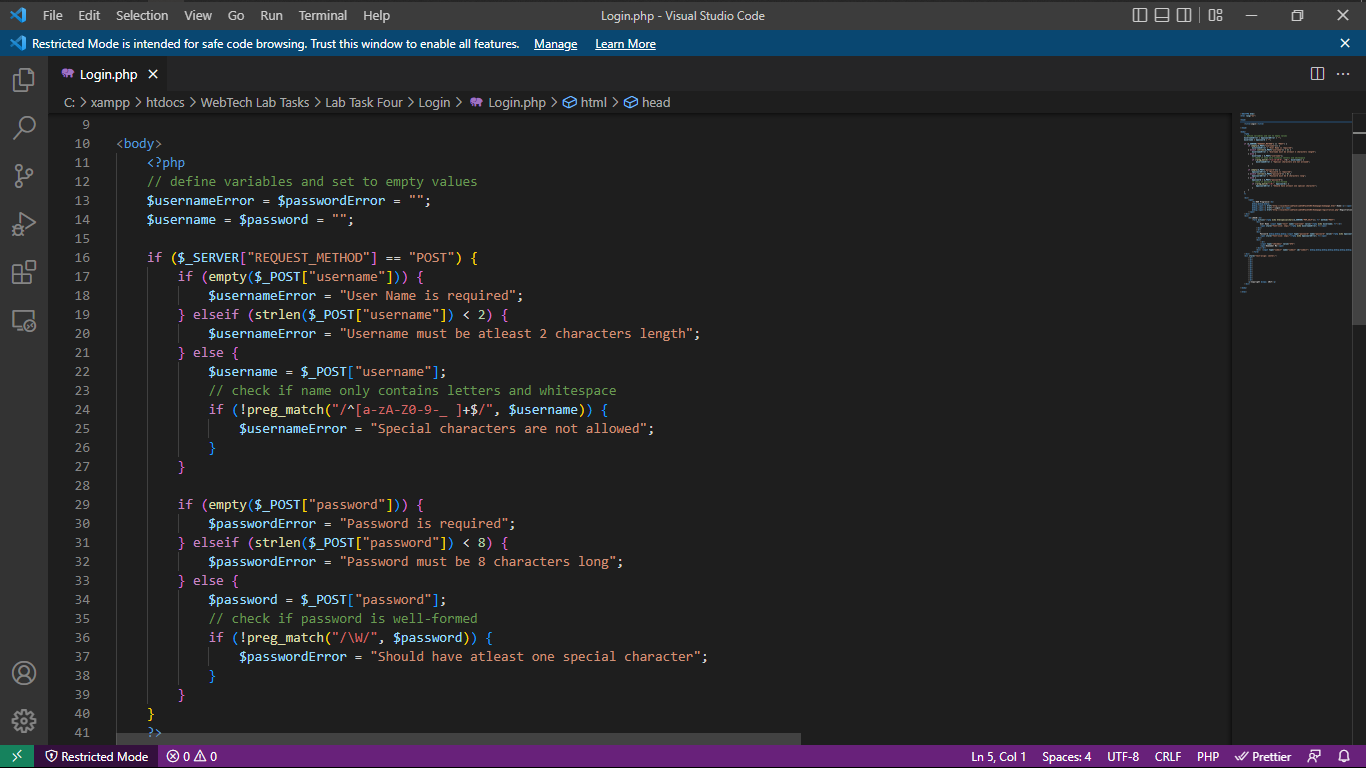 File Edit Selection View Go Run Terminal Help Login.php - Visual Studio Code
Restricted Mode is intended for safe code browsing. Trust this window to enable all features. Manage Learn More
Login.php
C: > xampp > htdocs > WebTech Lab Tasks > Lab Task Four > Login > Login.php > html > head
9
10 <body>
11 <?php
12 // define variables and set to empty values
13 $usernameError = $passwordError = "";
14 $username = $password = "";
15
16 if ($_SERVER["REQUEST_METHOD"] == "POST") {
17 if (empty($_POST["username"])) {
18 $usernameError = "User Name is required";
19 } elseif (strlen($_POST["username"]) < 2) {
20 $usernameError = "Username must be atleast 2 characters length";
21 } else {
22 $username = $_POST["username"];
23 // check if name only contains letters and whitespace
24 if (!preg_match("/^[a-zA-Z0-9-_ ]+$/", $username)) {
25 $usernameError = "Special characters are not allowed";
26 }
27 }
28
29 if (empty($_POST["password"])) {
30 $passwordError = "Password is required";
31 } elseif (strlen($_POST["password"]) < 8) {
32 $passwordError = "Password must be 8 characters long";
33 } else {
34 $password = $_POST["password"];
35 // check if password is well-formed
36 if (!preg_match("/\W/", $password)) {
37 $passwordError = "Should have atleast one special character";
38 }
39 }
40 }
41 ?>
Restricted Mode 0 0 Ln 5, Col 1 Spaces: 4 UTF-8 CRLF PHP Prettier